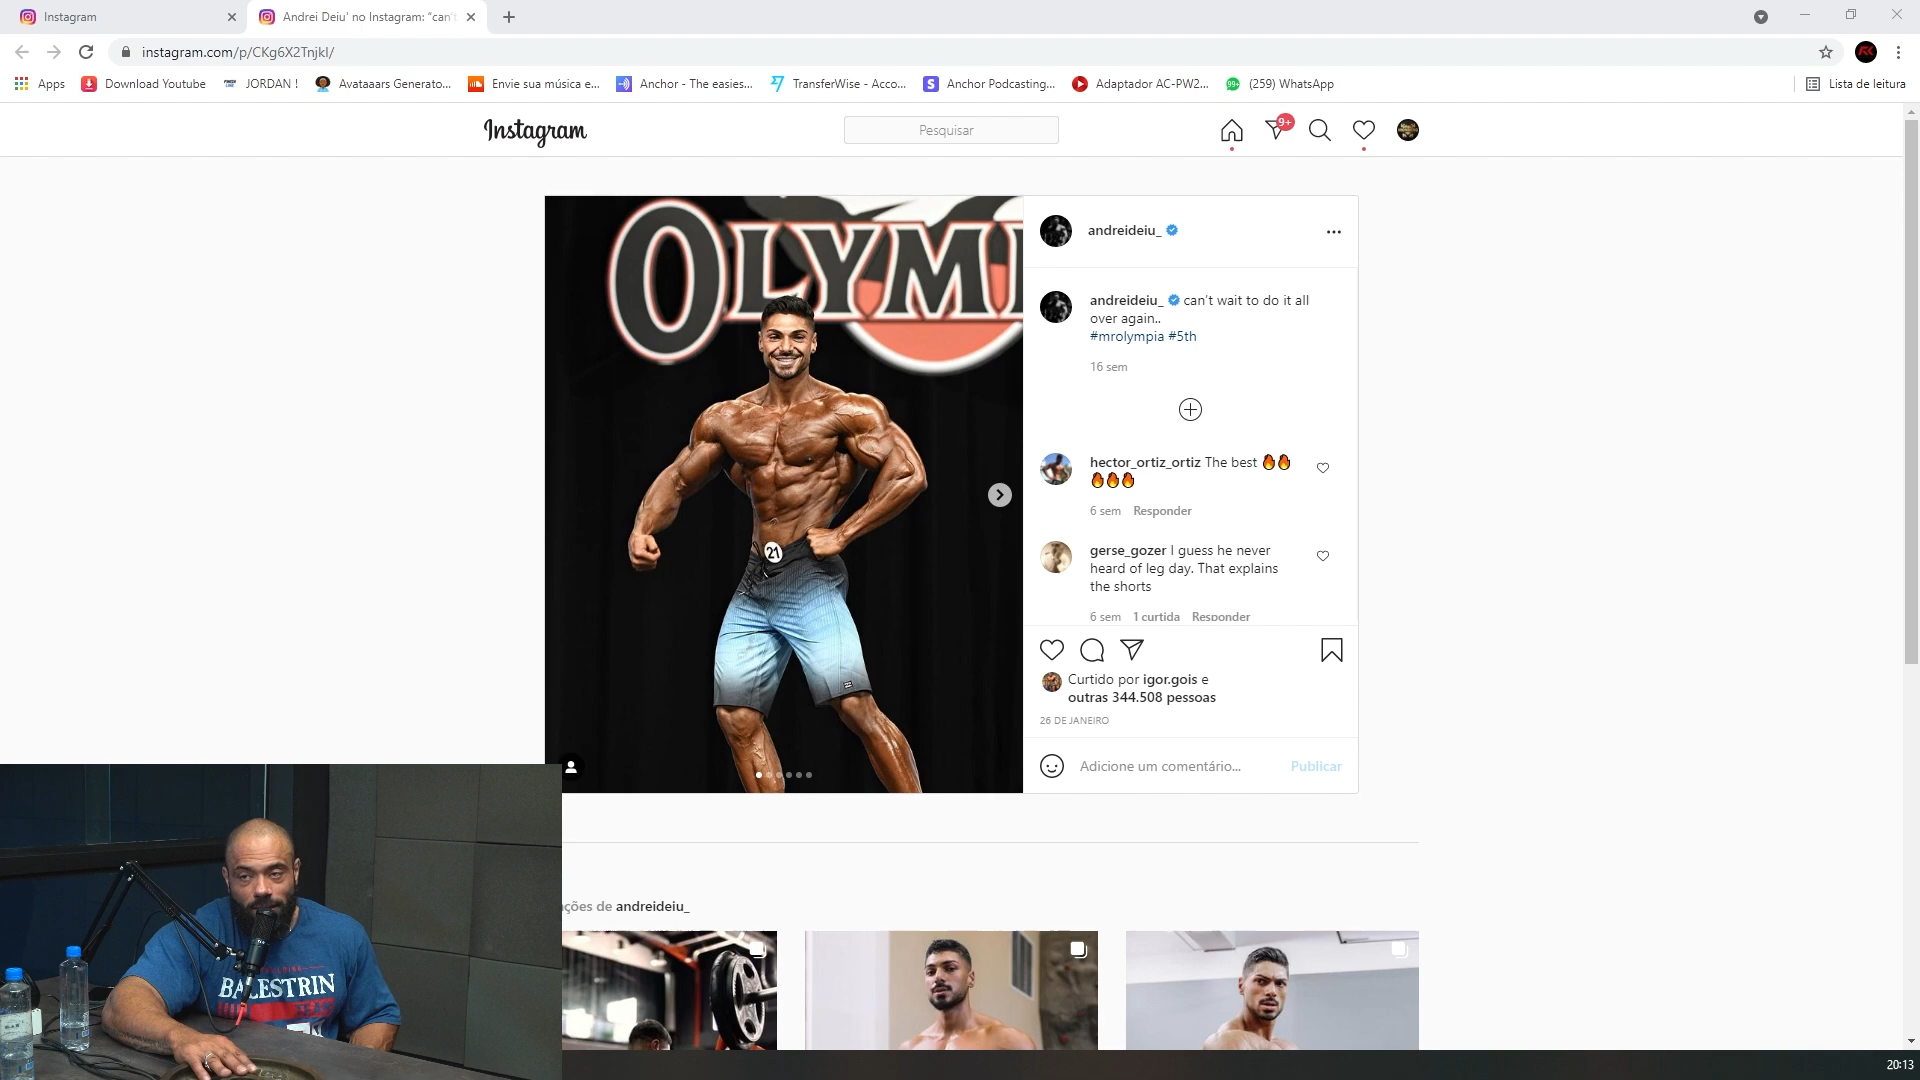 Instagram
Andrei Deiu' no Instagram: "can't
instagram.com/p/CKg6X2TnjkI/
Apps
Download Youtube
JORDAN !
Avataaars Generato...
Envie sua música e...
Anchor - The easies...
TransferWise - Acco...
Anchor Podcasting...
Adaptador AC-PW2...
(259) WhatsApp
Lista de leitura
Instagram
Pesquisar
9+
OLYM
21
andreideiu_
andreideiu_ can't wait to do it all
over again..
#mrolympia #5th
16 sem
hector_ortiz_ortiz The best 🔥🔥
🔥🔥🔥
6 sem Responder
gerse_gozer I guess he never
heard of leg day. That explains
the shorts
6 sem 1 curtida Responder
Curtido por igor.gois e
outras 344.508 pessoas
26 DE JANEIRO
Adicione um comentário...
Publicar
ções de andreideiu_
BALESTRIN
20:13